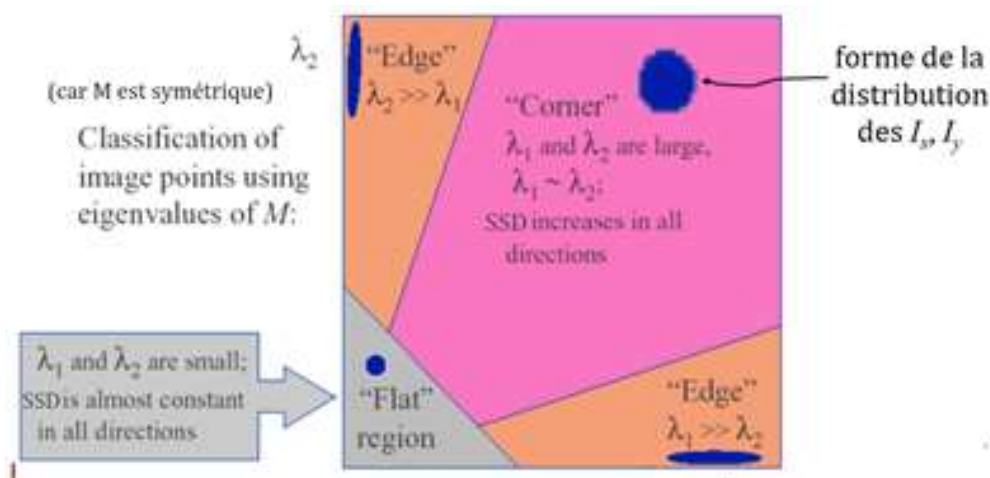 λ₂
(car M est symétrique)
Classification of
image points using
eigenvalues of M:
“Edge”
λ₂ >> λ₁
“Corner”
λ₁ and λ₂ are large,
λ₁ ~ λ₂;
SSD increases in all
directions
forme de la
distribution
des Iₓ, I_y
λ₁ and λ₂ are small;
SSD is almost constant
in all directions
“Flat”
region
“Edge”
λ₁ >> λ₂